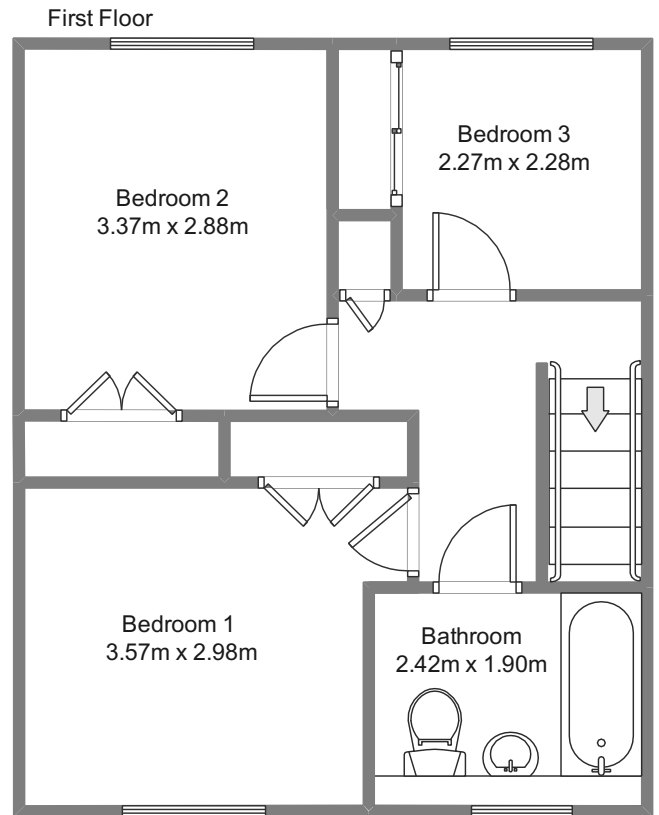 First Floor
Bedroom 3
2.27m x 2.28m
Bedroom 2
3.37m x 2.88m
Bedroom 1
3.57m x 2.98m
Bathroom
2.42m x 1.90m